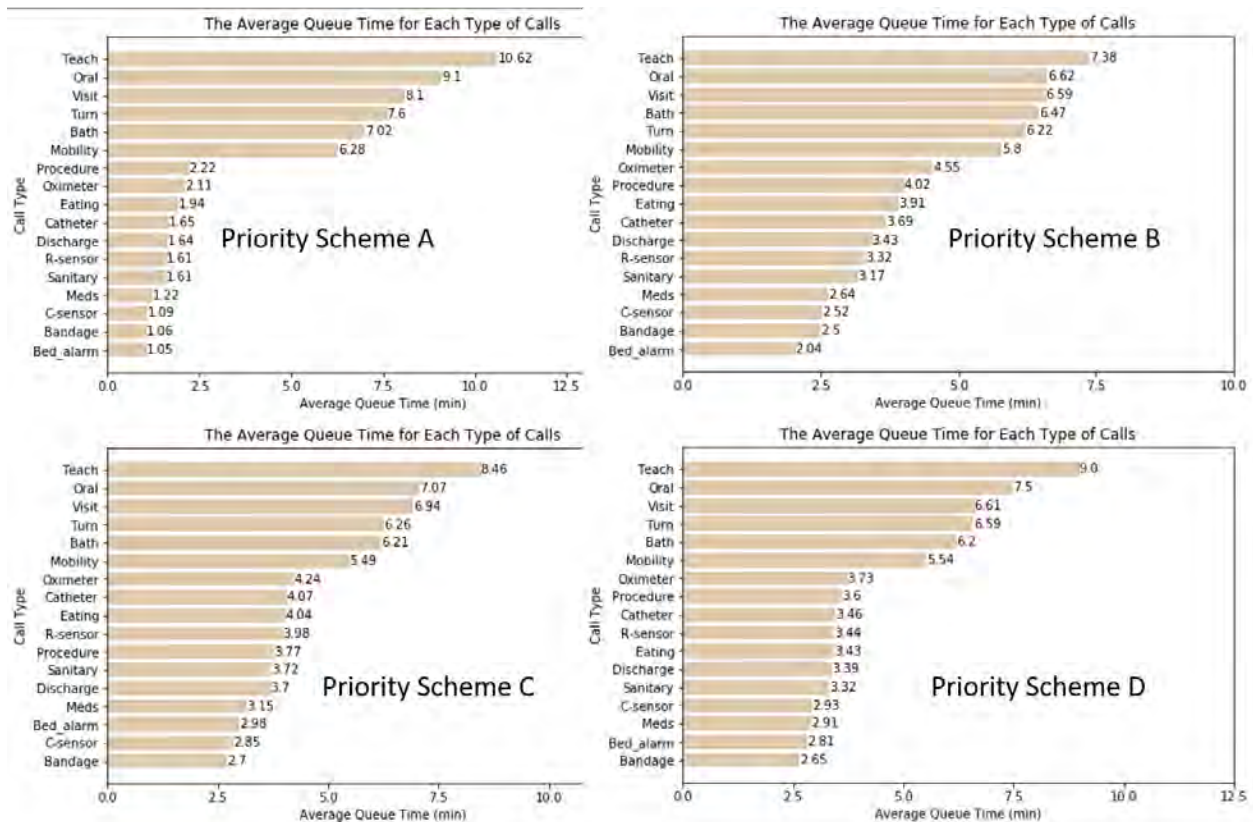 The Average Queue Time for Each Type of Calls
Call Type
Teach 10.62
Oral 9.1
Visit 8.1
Turn 7.6
Bath 7.02
Mobility 6.28
Procedure 2.22
Oximeter 2.11
Eating 1.94
Catheter 1.65
Discharge 1.64
R-sensor 1.61
Sanitary 1.61
Meds 1.22
C-sensor 1.09
Bandage 1.06
Bed_alarm 1.05
Priority Scheme A
0.0 2.5 5.0 7.5 10.0 12.5
Average Queue Time (min)
The Average Queue Time for Each Type of Calls
Call Type
Teach 7.38
Oral 6.62
Visit 6.59
Bath 6.47
Turn 6.22
Mobility 5.8
Oximeter 4.55
Procedure 4.02
Eating 3.91
Catheter 3.69
Discharge 3.43
R-sensor 3.32
Sanitary 3.17
Meds 2.64
C-sensor 2.52
Bandage 2.5
Bed_alarm 2.04
Priority Scheme B
0.0 2.5 5.0 7.5 10.0
Average Queue Time (min)
The Average Queue Time for Each Type of Calls
Call Type
Teach 8.46
Oral 7.07
Visit 6.94
Turn 6.26
Bath 6.21
Mobility 5.49
Oximeter 4.24
Catheter 4.07
Eating 4.04
R-sensor 3.98
Procedure 3.77
Sanitary 3.72
Discharge 3.7
Meds 3.15
Bed_alarm 2.98
C-sensor 2.85
Bandage 2.7
Priority Scheme C
0.0 2.5 5.0 7.5 10.0
Average Queue Time (min)
The Average Queue Time for Each Type of Calls
Call Type
Teach 9.0
Oral 7.5
Visit 6.61
Turn 6.59
Bath 6.2
Mobility 5.54
Oximeter 3.73
Procedure 3.6
Catheter 3.46
R-sensor 3.44
Eating 3.43
Discharge 3.39
Sanitary 3.32
C-sensor 2.93
Meds 2.91
Bed_alarm 2.81
Bandage 2.65
Priority Scheme D
0.0 2.5 5.0 7.5 10.0 12.5
Average Queue Time (min)